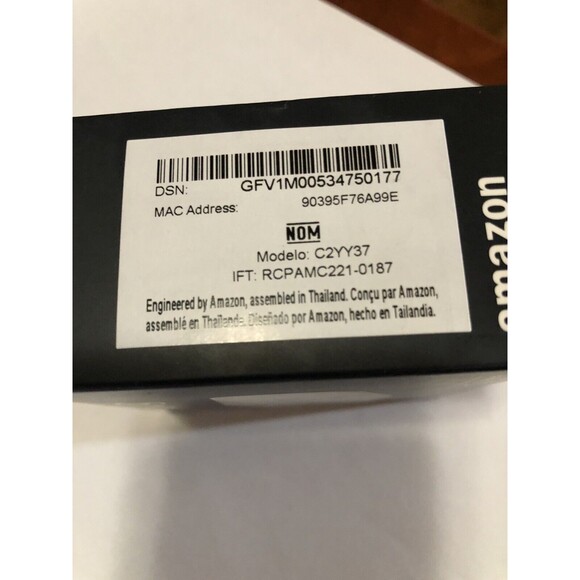 DSN: GFV1M00534750177
MAC Address: 90395F76A99E
NOM
Modelo: C2YY37
IFT: RCPAMC221-0187
Engineered by Amazon, assembled in Thailand. Conçu par Amazon,
assemblé en Thaïlande. Diseñado por Amazon, hecho en Tailandia.
amazon